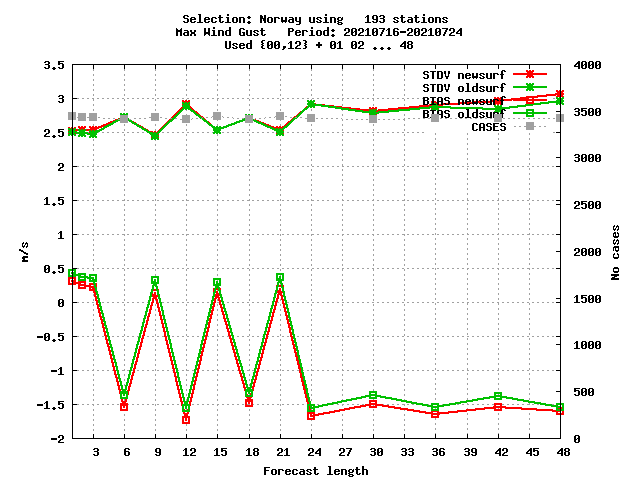 Selection: Norway using   193 stations
Max Wind Gust   Period: 20210716-20210724
Used {00,12} + 01 02 ... 48
3.5
3
2.5
2
1.5
1
0.5
0
-0.5
-1
-1.5
-2
m/s
STDV newsurf
STDV oldsurf
BIAS newsurf
BIAS oldsurf
CASES
4000
3500
3000
2500
2000
1500
1000
500
0
No cases
3 6 9 12 15 18 21 24 27 30 33 36 39 42 45 48
Forecast length